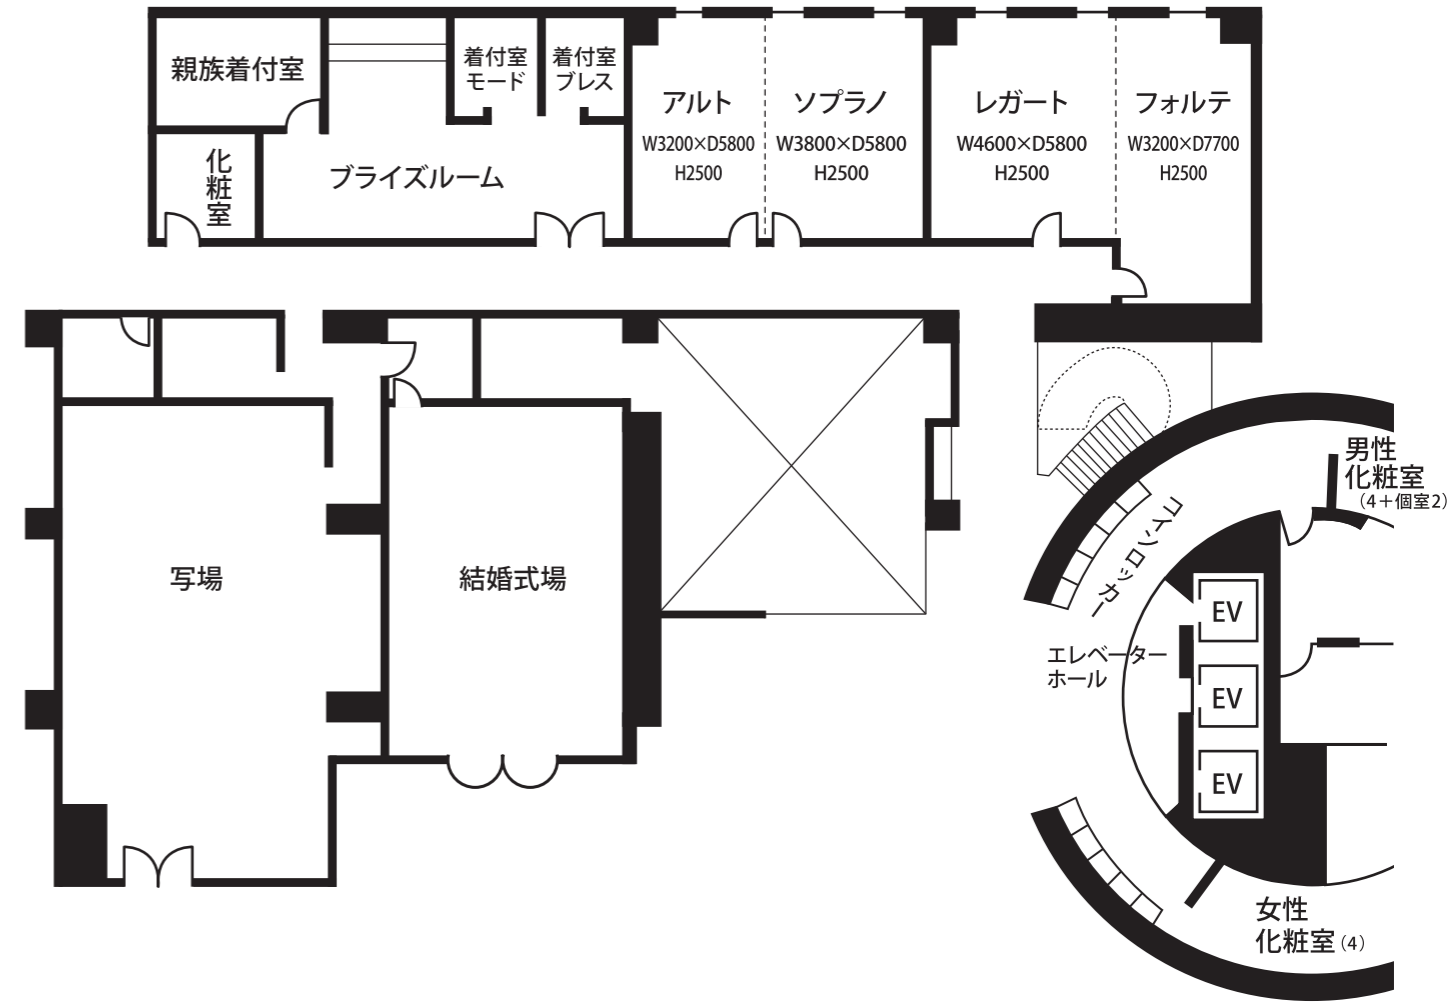 親族着付室
着付室
モード
着付室
ブレス
アルト
W3200×D5800
H2500
ソプラノ
W3800×D5800
H2500
レガート
W4600×D5800
H2500
フォルテ
W3200×D7700
H2500
化粧室
ブライズルーム
男性
化粧室
（4＋個室2）
コインロッカー
写場
結婚式場
EV
エレベーター
ホール
EV
EV
女性
化粧室（4）